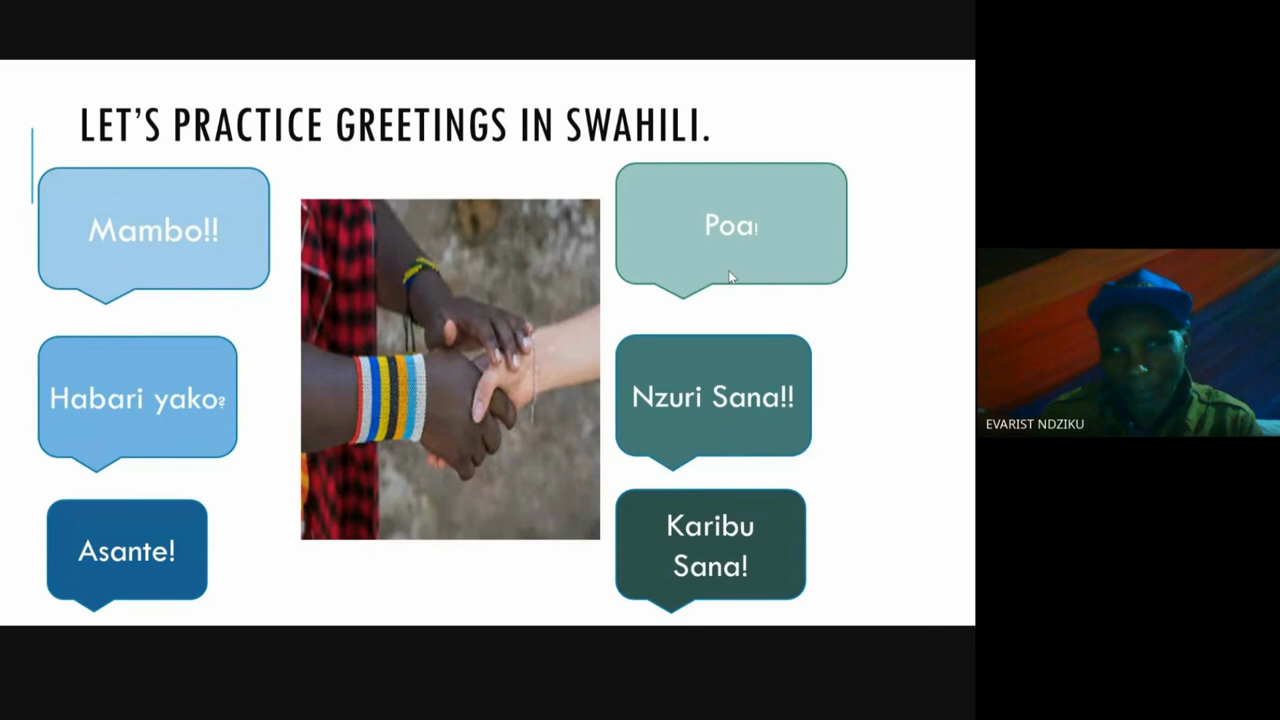 LET'S PRACTICE GREETINGS IN SWAHILI.
Mambo!!
Poa!
Habari yako?
Nzuri Sana!!
Asante!
Karibu
Sana!
EVARIST NDZIKU